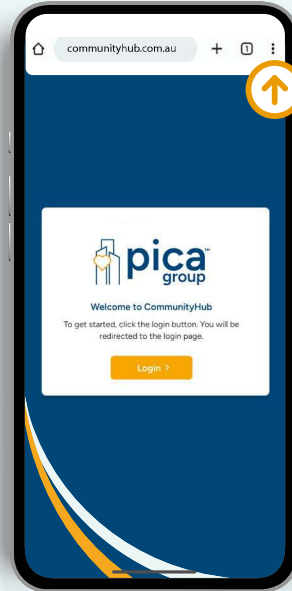 communityhub.com.au
1
pica™
group
Welcome to CommunityHub
To get started, click the login button. You will be
redirected to the login page.
Login >